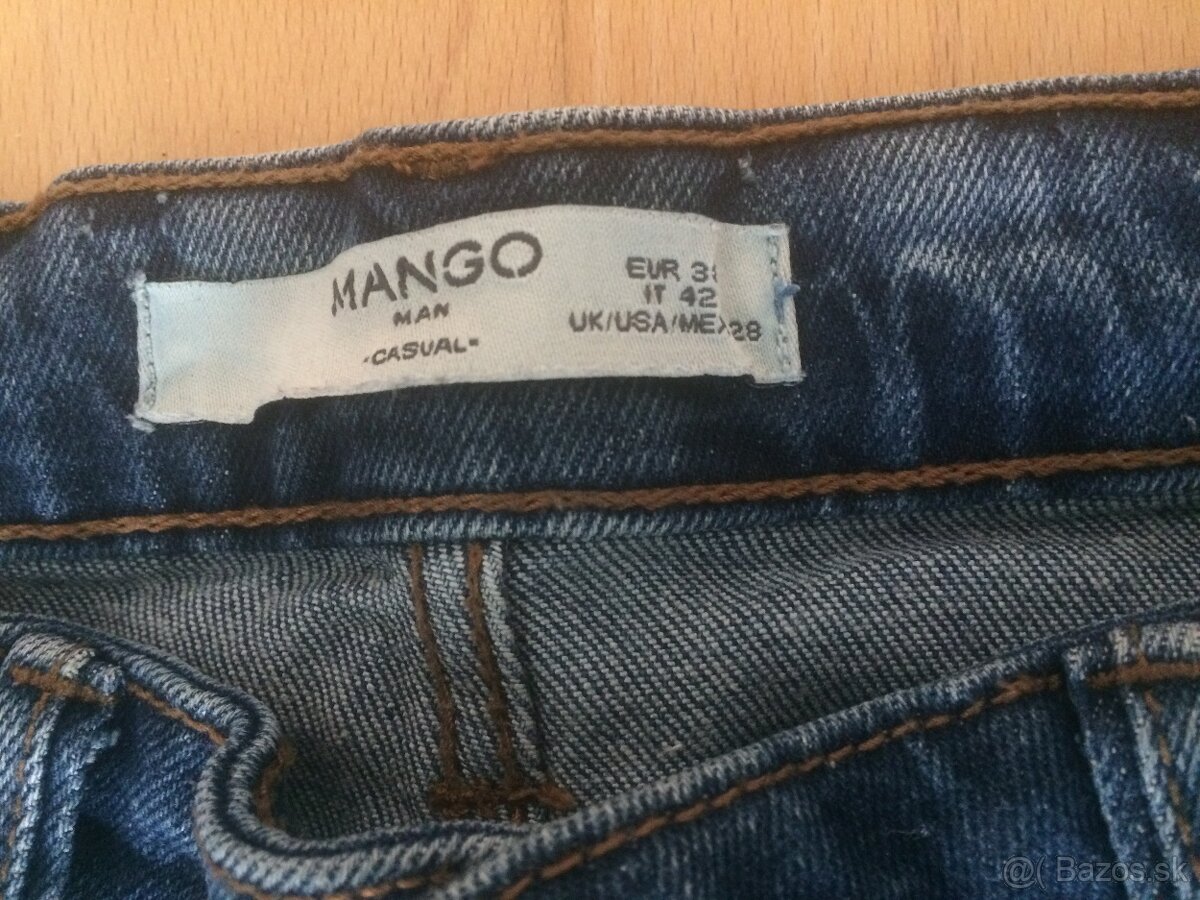 MANGO
MAN
-CASUAL-
EUR
IT 42
UK/USA/MEX 28
@( Bazos.sk